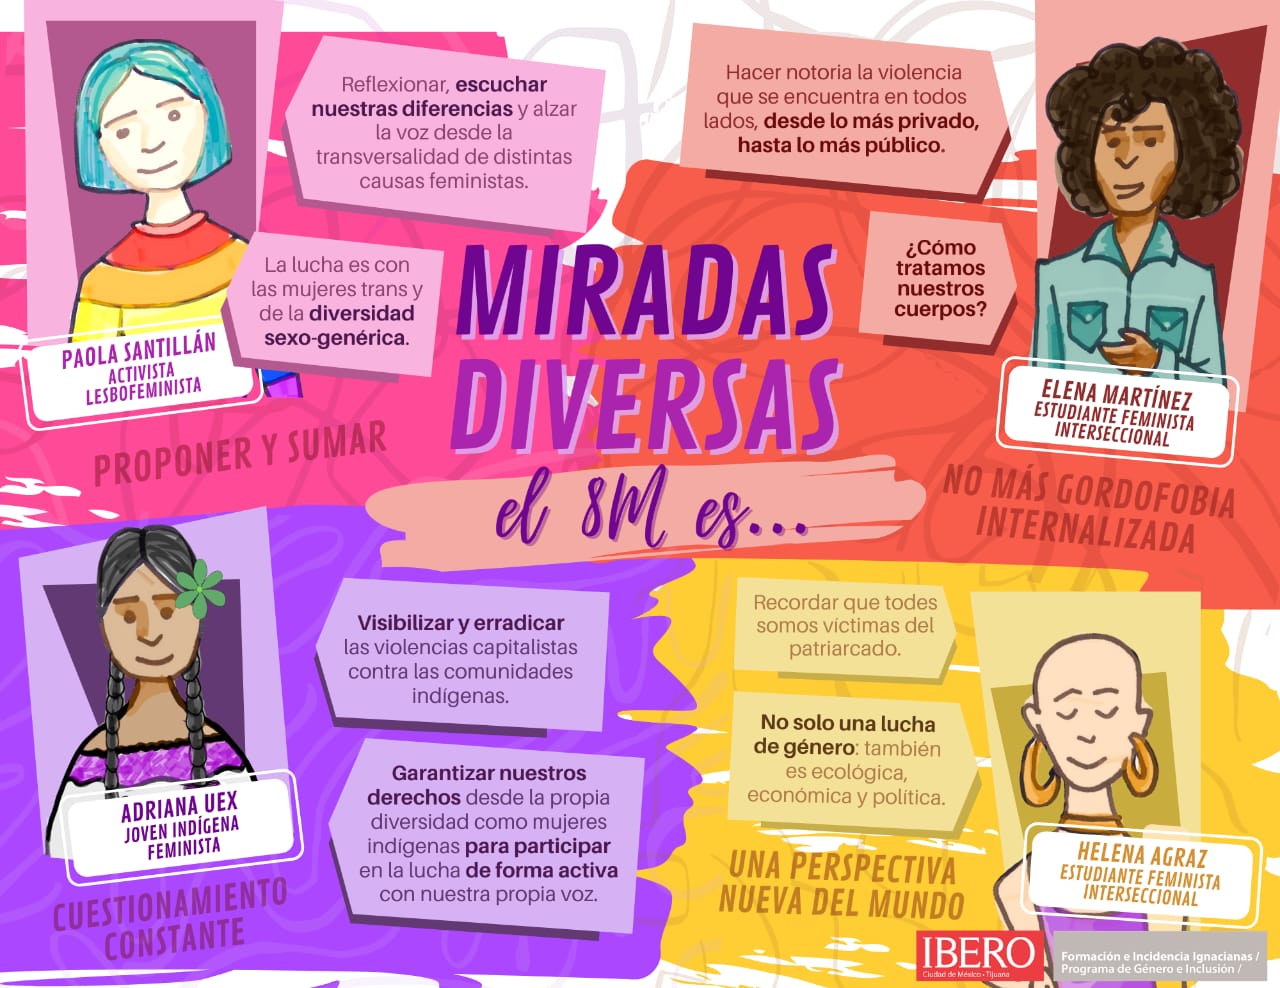 Reflexionar, escuchar
nuestras diferencias y alzar
la voz desde la
transversalidad de distintas
causas feministas.
La lucha es con
las mujeres trans y
de la diversidad
sexo-genérica.
PAOLA SANTILLÁN
ACTIVISTA
LESBOFEMINISTA
PROPONER Y SUMAR
Hacer notoria la violencia
que se encuentra en todos
lados, desde lo más privado,
hasta lo más público.
¿Cómo
tratamos
nuestros
cuerpos?
ELENA MARTÍNEZ
ESTUDIANTE FEMINISTA
INTERSECCIONAL
NO MÁS GORDOFOBIA
INTERNALIZADA
MIRADAS
DIVERSAS
el 8M es...
Visibilizar y erradicar
las violencias capitalistas
contra las comunidades
indígenas.
Garantizar nuestros
derechos desde la propia
diversidad como mujeres
indígenas para participar
en la lucha de forma activa
con nuestra propia voz.
ADRIANA UEX
JOVEN INDÍGENA
FEMINISTA
CUESTIONAMIENTO
CONSTANTE
Recordar que todes
somos víctimas del
patriarcado.
No solo una lucha
de género: también
es ecológica,
económica y política.
HELENA AGRAZ
ESTUDIANTE FEMINISTA
INTERSECCIONAL
UNA PERSPECTIVA
NUEVA DEL MUNDO
IBERO
Ciudad de México • Tijuana
Formación e Incidencia Ignacianas /
Programa de Género e Inclusión /